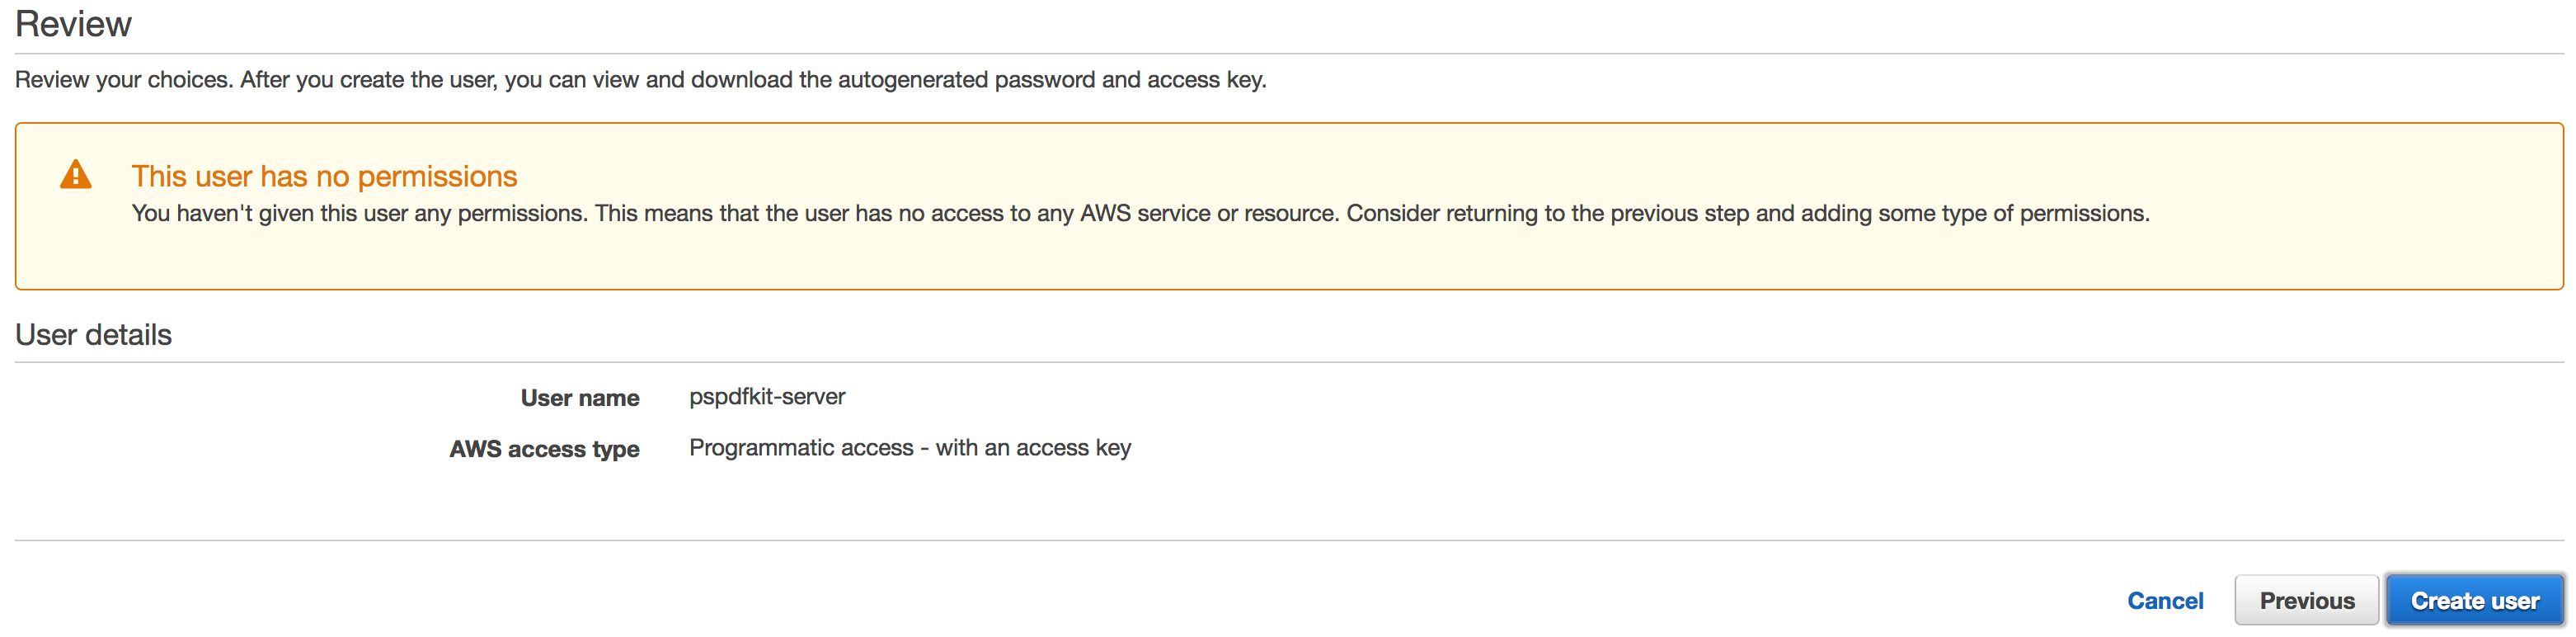 Review
Review your choices. After you create the user, you can view and download the autogenerated password and access key.
This user has no permissions
You haven't given this user any permissions. This means that the user has no access to any AWS service or resource. Consider returning to the previous step and adding some type of permissions.
User details
User name pspdfkit-server
AWS access type Programmatic access - with an access key
Cancel Previous Create user